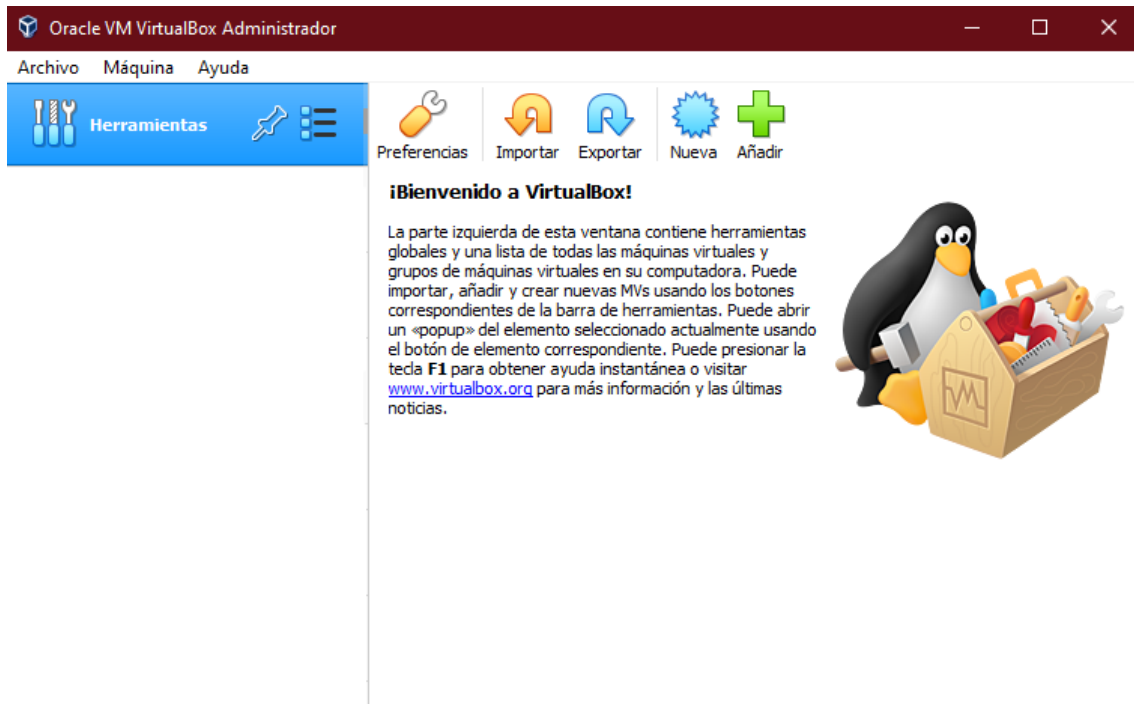 Oracle VM VirtualBox Administrador
Archivo Máquina Ayuda
Herramientas
Preferencias Importar Exportar Nueva Añadir
¡Bienvenido a VirtualBox!
La parte izquierda de esta ventana contiene herramientas
globales y una lista de todas las máquinas virtuales y
grupos de máquinas virtuales en su computadora. Puede
importar, añadir y crear nuevas MVs usando los botones
correspondientes de la barra de herramientas. Puede abrir
un «popup» del elemento seleccionado actualmente usando
el botón de elemento correspondiente. Puede presionar la
tecla F1 para obtener ayuda instantánea o visitar
www.virtualbox.org para más información y las últimas
noticias.